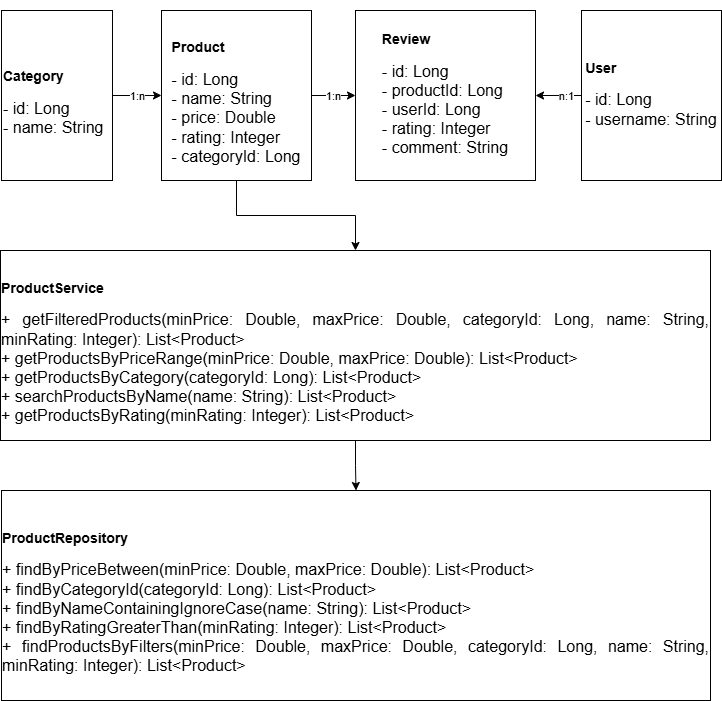 Category
- id: Long
- name: String
1:n
Product
- id: Long
- name: String
- price: Double
- rating: Integer
- categoryId: Long
1:n
Review
- id: Long
- productId: Long
- userId: Long
- rating: Integer
- comment: String
n:1
User
- id: Long
- username: String
ProductService
+ getFilteredProducts(minPrice: Double, maxPrice: Double, categoryId: Long, name: String,
minRating: Integer): List<Product>
+ getProductsByPriceRange(minPrice: Double, maxPrice: Double): List<Product>
+ getProductsByCategory(categoryId: Long): List<Product>
+ searchProductsByName(name: String): List<Product>
+ getProductsByRating(minRating: Integer): List<Product>
ProductRepository
+ findByPriceBetween(minPrice: Double, maxPrice: Double): List<Product>
+ findByCategoryId(categoryId: Long): List<Product>
+ findByNameContainingIgnoreCase(name: String): List<Product>
+ findByRatingGreaterThan(minRating: Integer): List<Product>
+ findProductsByFilters(minPrice: Double, maxPrice: Double, categoryId: Long, name: String,
minRating: Integer): List<Product>